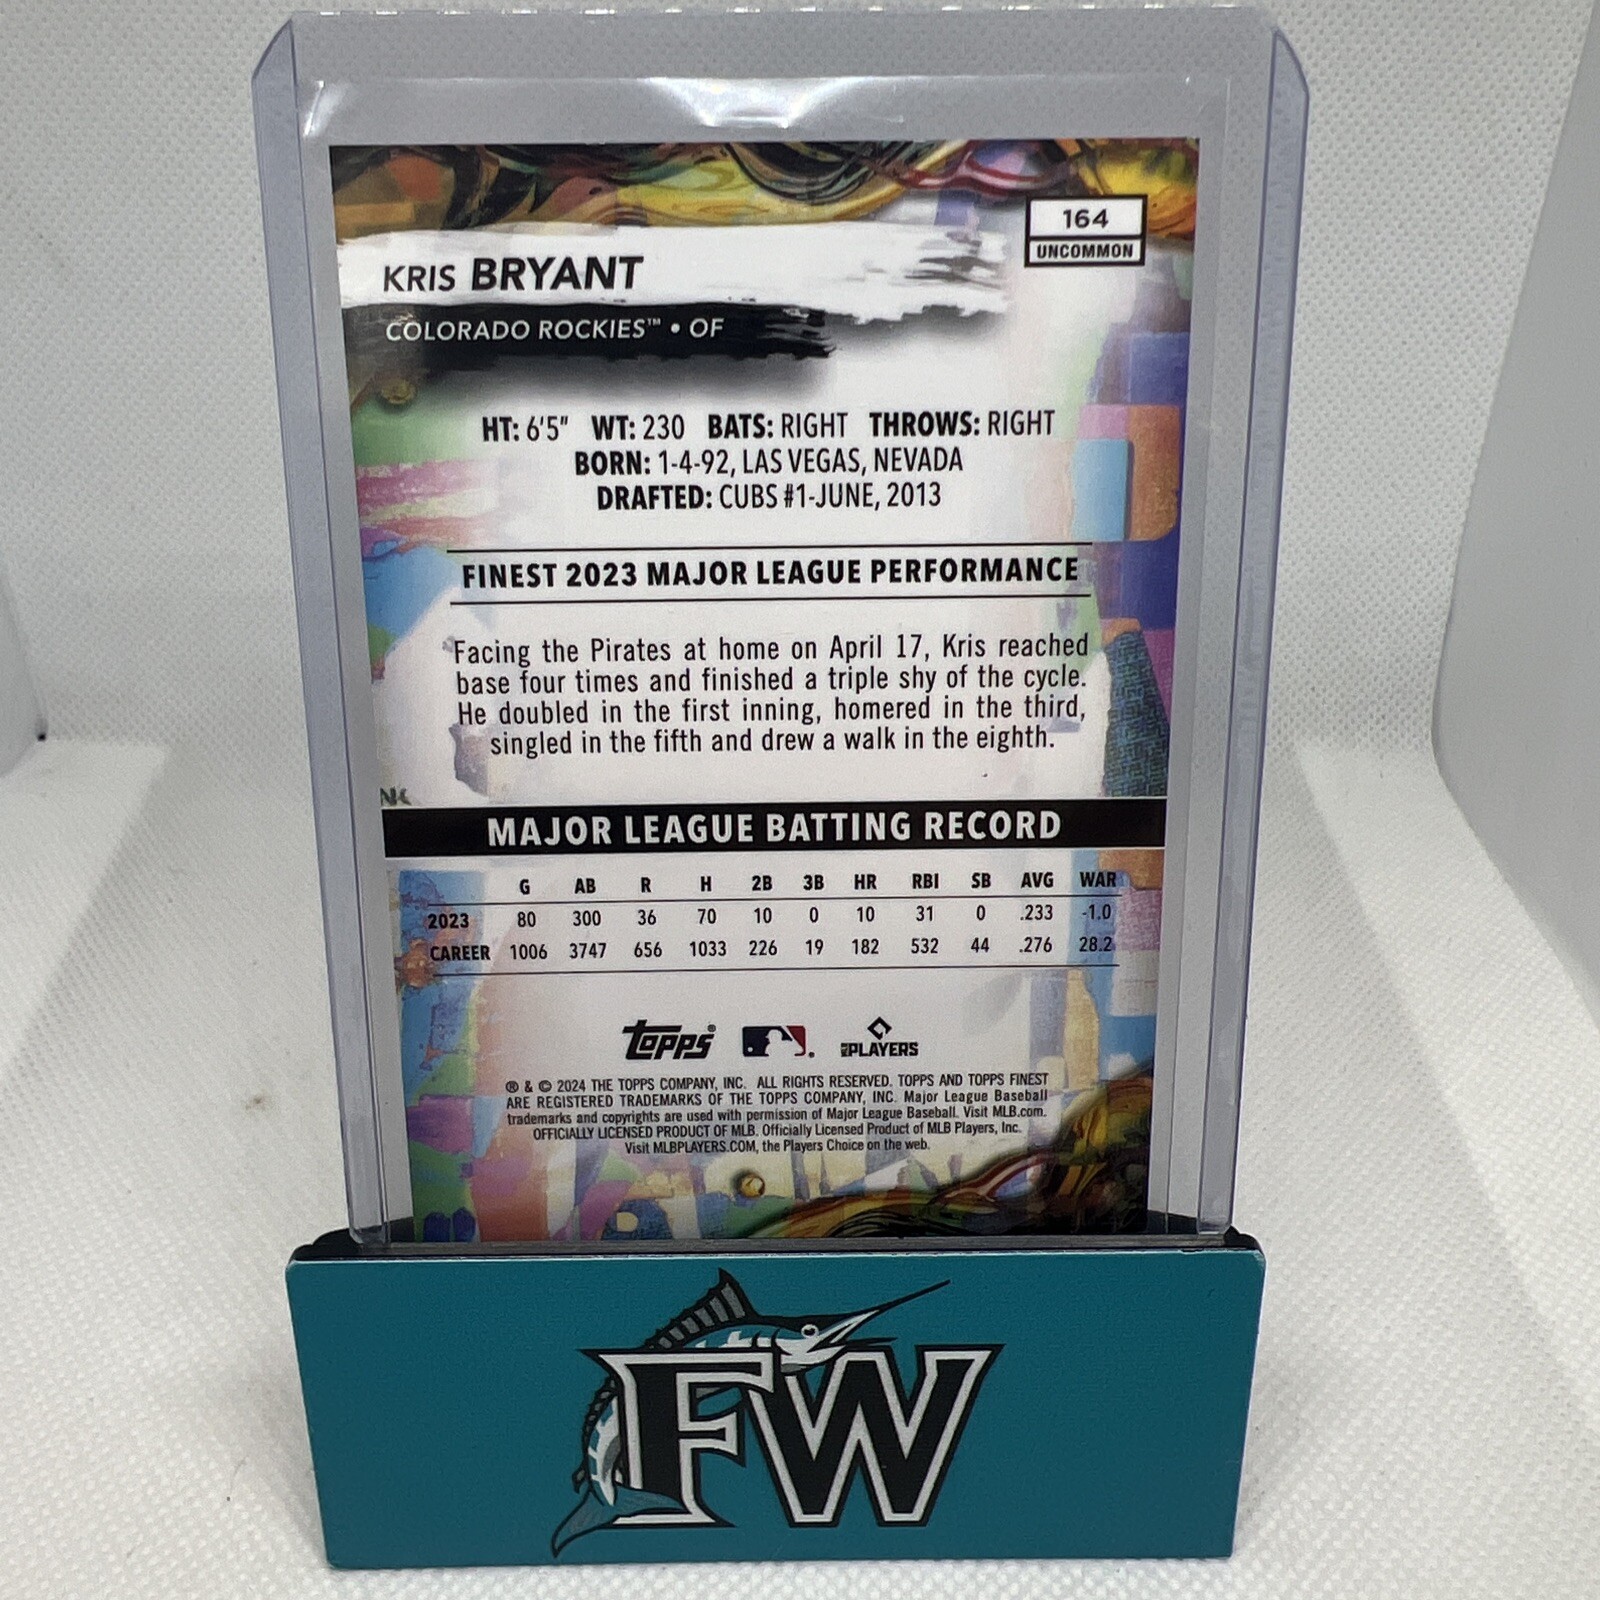 164
UNCOMMON
KRIS BRYANT
COLORADO ROCKIES™ • OF
HT: 6'5" WT: 230 BATS: RIGHT THROWS: RIGHT
BORN: 1-4-92, LAS VEGAS, NEVADA
DRAFTED: CUBS #1-JUNE, 2013
FINEST 2023 MAJOR LEAGUE PERFORMANCE
Facing the Pirates at home on April 17, Kris reached
base four times and finished a triple shy of the cycle.
He doubled in the first inning, homered in the third,
singled in the fifth and drew a walk in the eighth.
NK
MAJOR LEAGUE BATTING RECORD
G AB R H 2B 3B HR RBI SB AVG WAR
2023 80 300 36 70 10 0 10 31 0 .233 -1.0
CAREER 1006 3747 656 1033 226 19 182 532 44 .276 28.2
Topps® MLB PLAYERS
® & © 2024 THE TOPPS COMPANY, INC. ALL RIGHTS RESERVED. TOPPS AND TOPPS FINEST
ARE REGISTERED TRADEMARKS OF THE TOPPS COMPANY, INC. Major League Baseball
trademarks and copyrights are used with permission of Major League Baseball. Visit MLB.com.
OFFICIALLY LICENSED PRODUCT OF MLB. Officially Licensed Product of MLB Players, Inc.
Visit MLBPLAYERS.COM, the Players Choice on the web.
FW